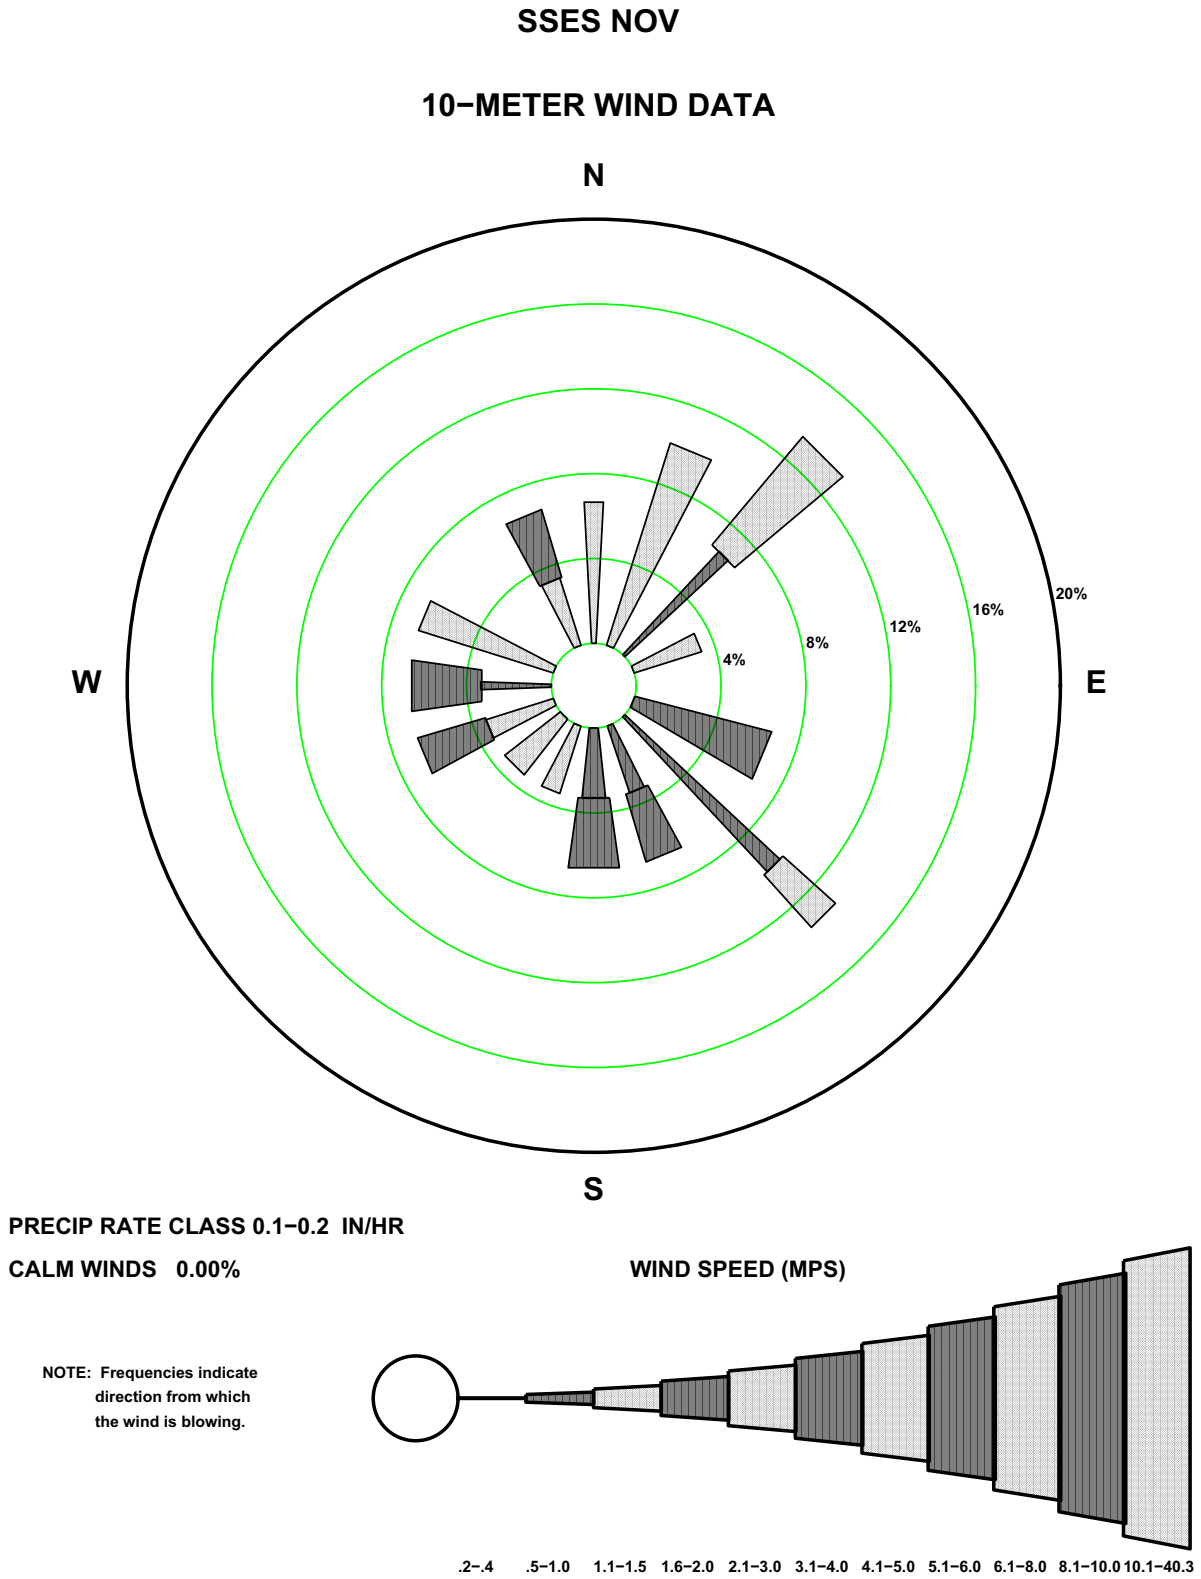 SSES NOV
10−METER WIND DATA
N
20%
16%
12%
8%
4%
W
E
S
PRECIP RATE CLASS 0.1−0.2 IN/HR
CALM WINDS 0.00%
WIND SPEED (MPS)
NOTE: Frequencies indicate
direction from which
the wind is blowing.
.2−.4 .5−1.0 1.1−1.5 1.6−2.0 2.1−3.0 3.1−4.0 4.1−5.0 5.1−6.0 6.1−8.0 8.1−10.0 10.1−40.3